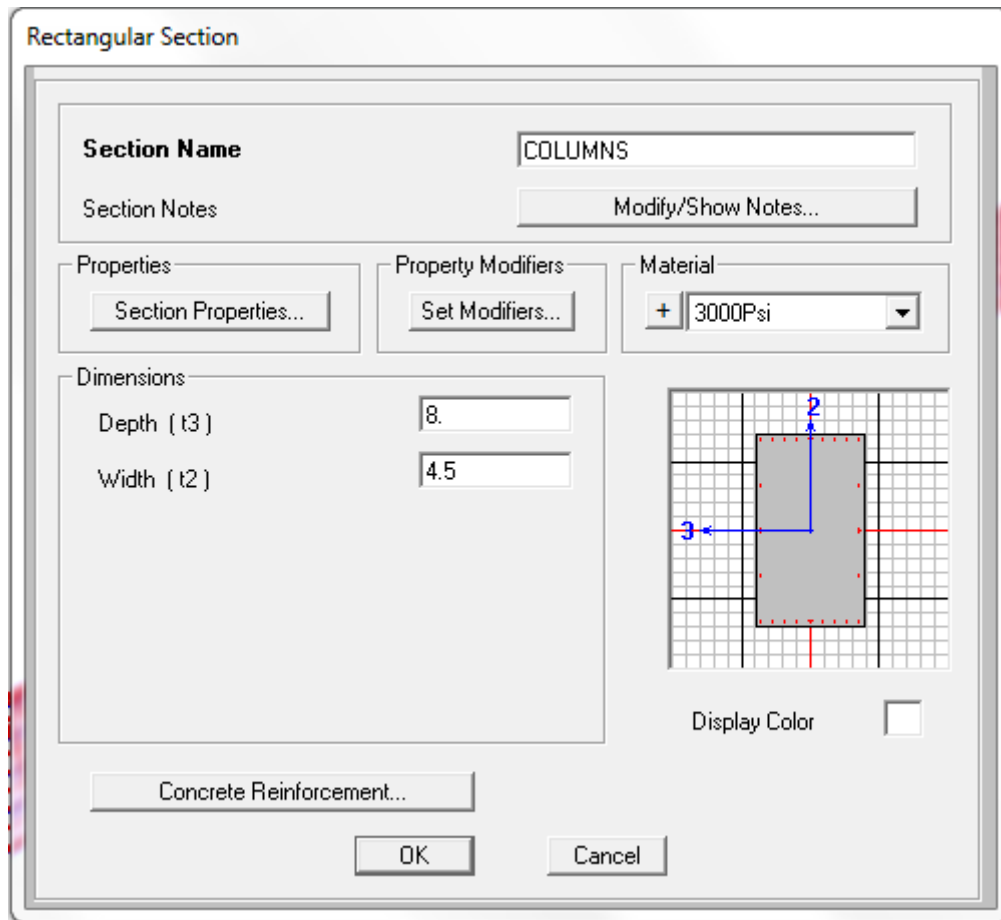 Rectangular Section
Section Name COLUMNS
Section Notes Modify/Show Notes...
Properties Property Modifiers Material
Section Properties... Set Modifiers... + 3000Psi
Dimensions
Depth ( t3 ) 8.
Width ( t2 ) 4.5
2
3
Display Color
Concrete Reinforcement...
OK Cancel